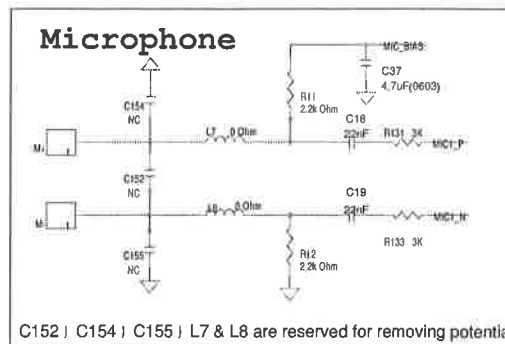 Microphone
MIC_BIAS
C37
4.7uF(0603)
R11
2.2k Ohm
C154
NC
L7 0 Ohm
C18
22nF
R131 3K
MIC1_P
M+
1
C152
NC
C19
22nF
L8 0 Ohm
MIC1_N
M-
1
R133 3K
R12
2.2k Ohm
C155
NC
C152 ) C154 ) C155 ) L7 & L8 are reserved for removing potentia